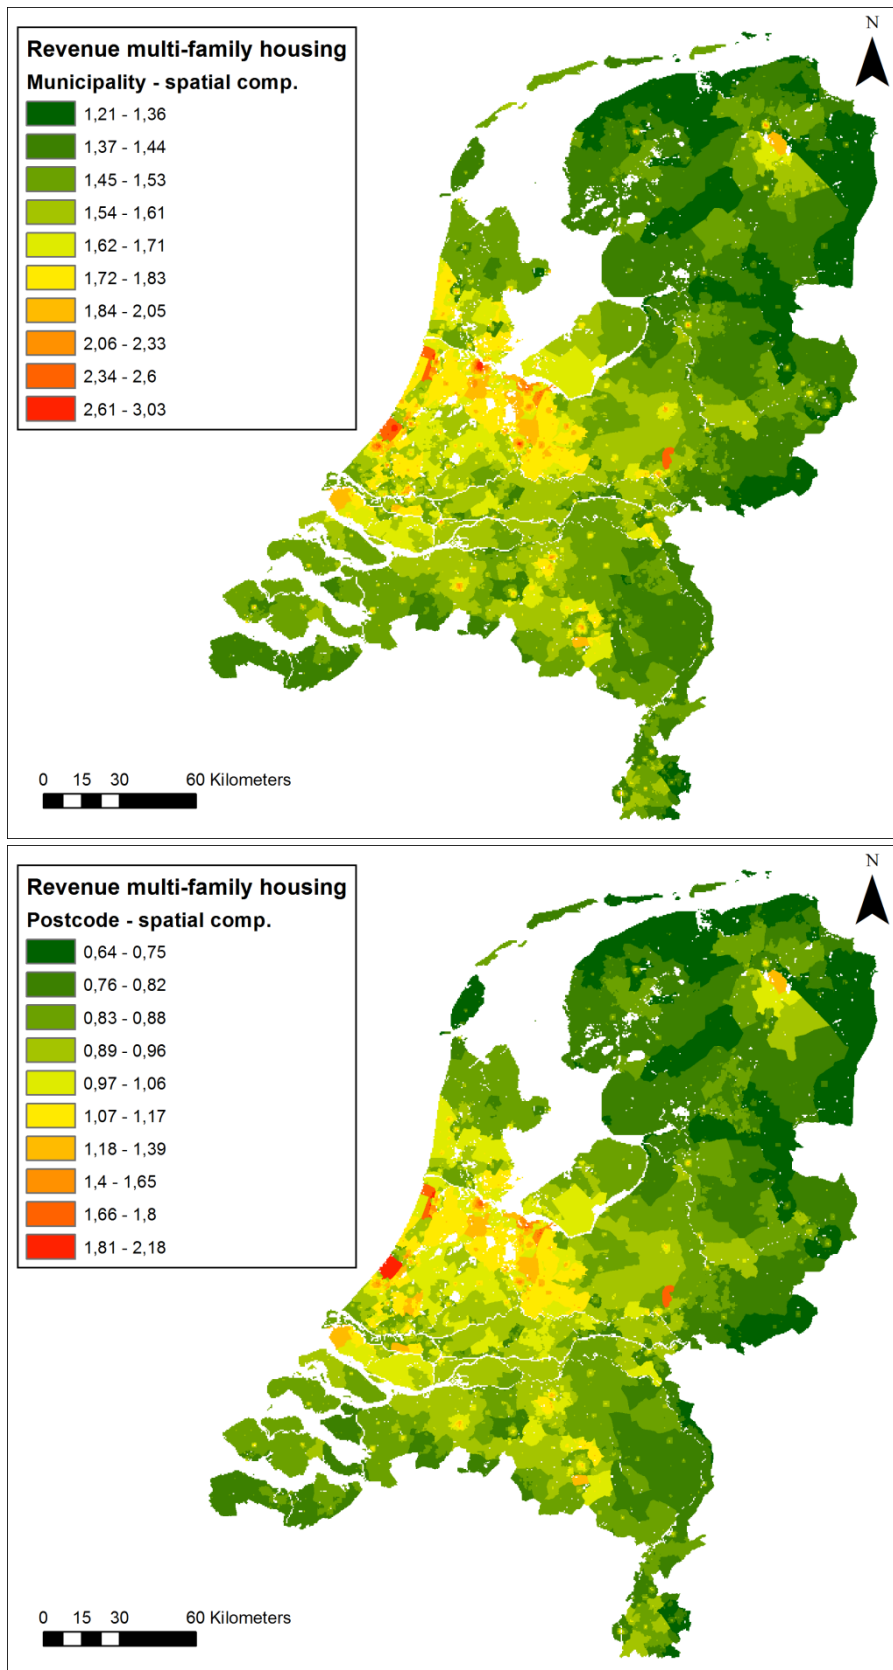 Revenue multi-family housing
Municipality - spatial comp.
1,21 - 1,36
1,37 - 1,44
1,45 - 1,53
1,54 - 1,61
1,62 - 1,71
1,72 - 1,83
1,84 - 2,05
2,06 - 2,33
2,34 - 2,6
2,61 - 3,03
N
0 15 30 60 Kilometers
Revenue multi-family housing
Postcode - spatial comp.
0,64 - 0,75
0,76 - 0,82
0,83 - 0,88
0,89 - 0,96
0,97 - 1,06
1,07 - 1,17
1,18 - 1,39
1,4 - 1,65
1,66 - 1,8
1,81 - 2,18
N
0 15 30 60 Kilometers